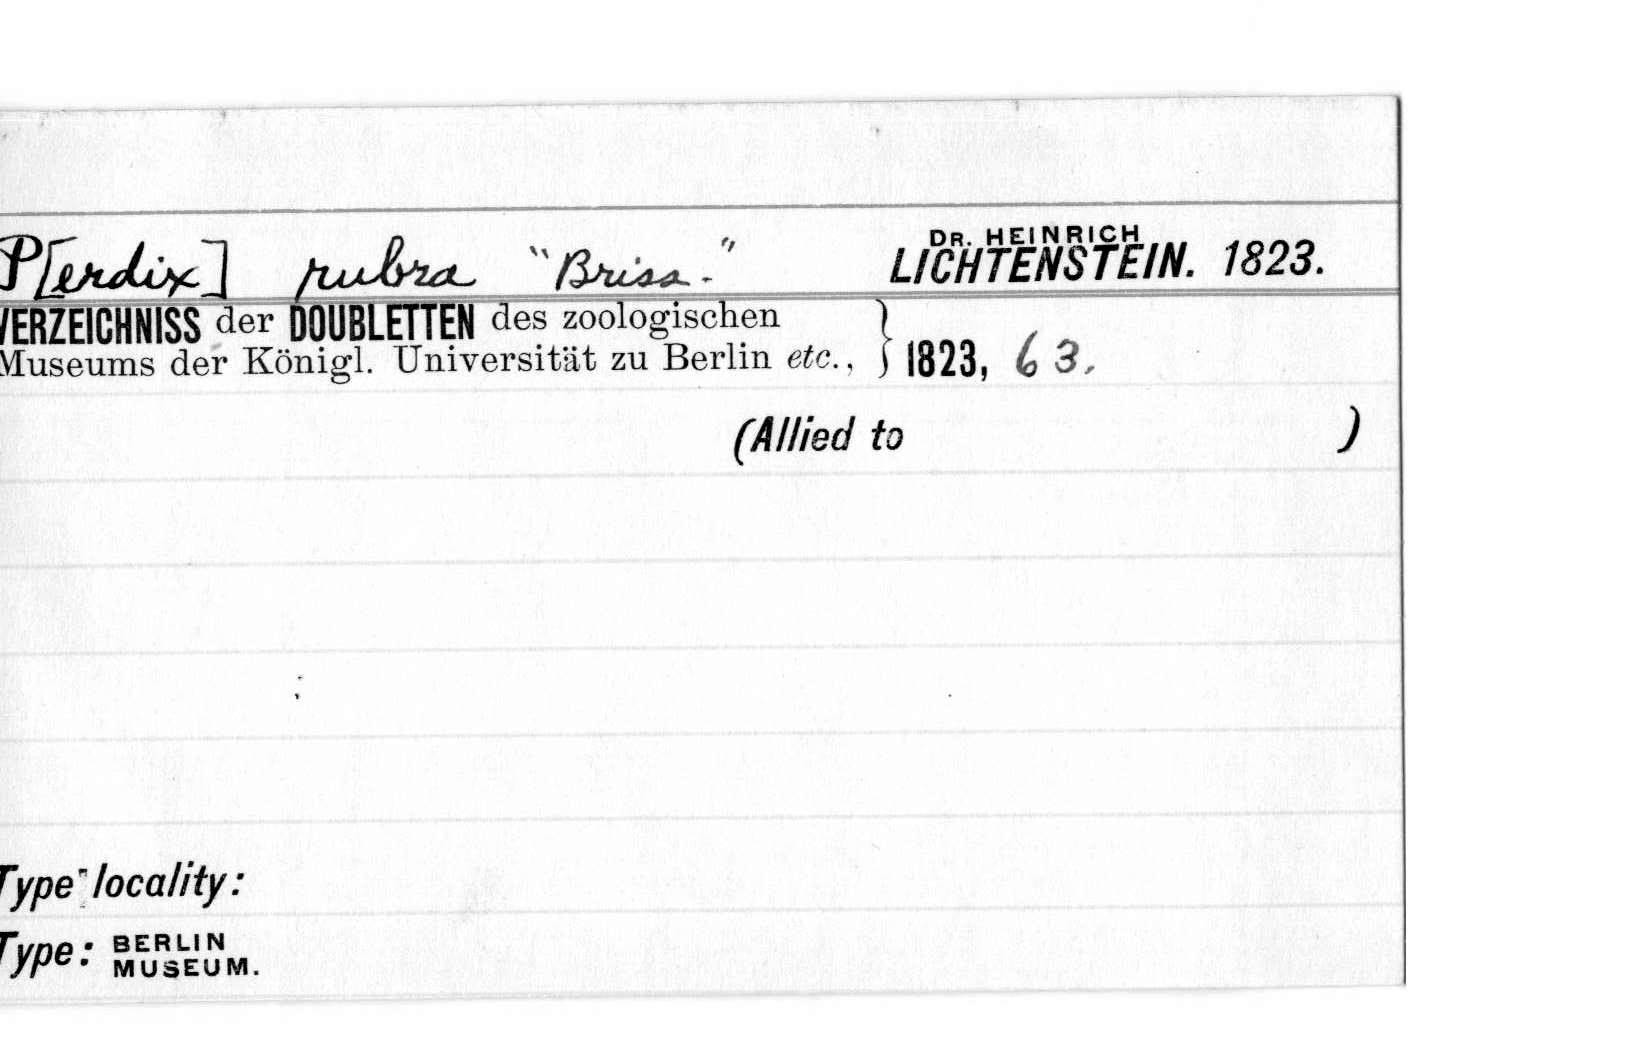 P[erdix] rubra "Briss." DR. HEINRICH LICHTENSTEIN. 1823.
VERZEICHNISS der DOUBLETTEN des zoologischen
Museums der Königl. Universität zu Berlin etc., } 1823, 63.
(Allied to )
Type locality:
Type: BERLIN
MUSEUM.